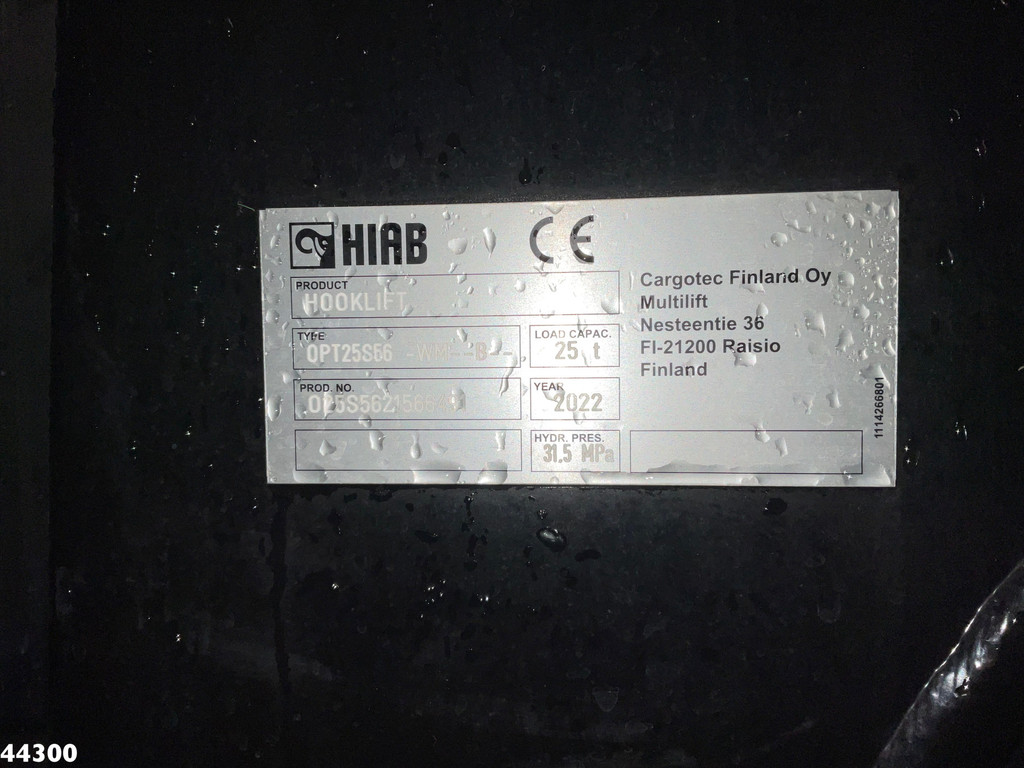 HIAB CE
PRODUCT
HOOKLIFT
TYPE
LOAD CAPAC.
25 t
PROD. NO.
YEAR
2022
HYDR. PRES.
31.5 MPa
Cargotec Finland Oy
Multilift
Nesteentie 36
FI-21200 Raisio
Finland
1114266801
44300